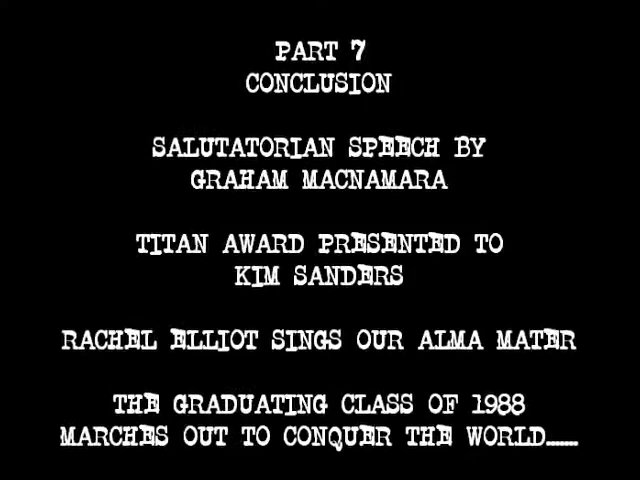 PART 7
CONCLUSION
SALUTATORIAN SPEECH BY
GRAHAM MACNAMARA
TITAN AWARD PRESENTED TO
KIM SANDERS
RACHEL ELLIOT SINGS OUR ALMA MATER
THE GRADUATING CLASS OF 1988
MARCHES OUT TO CONQUER THE WORLD.......